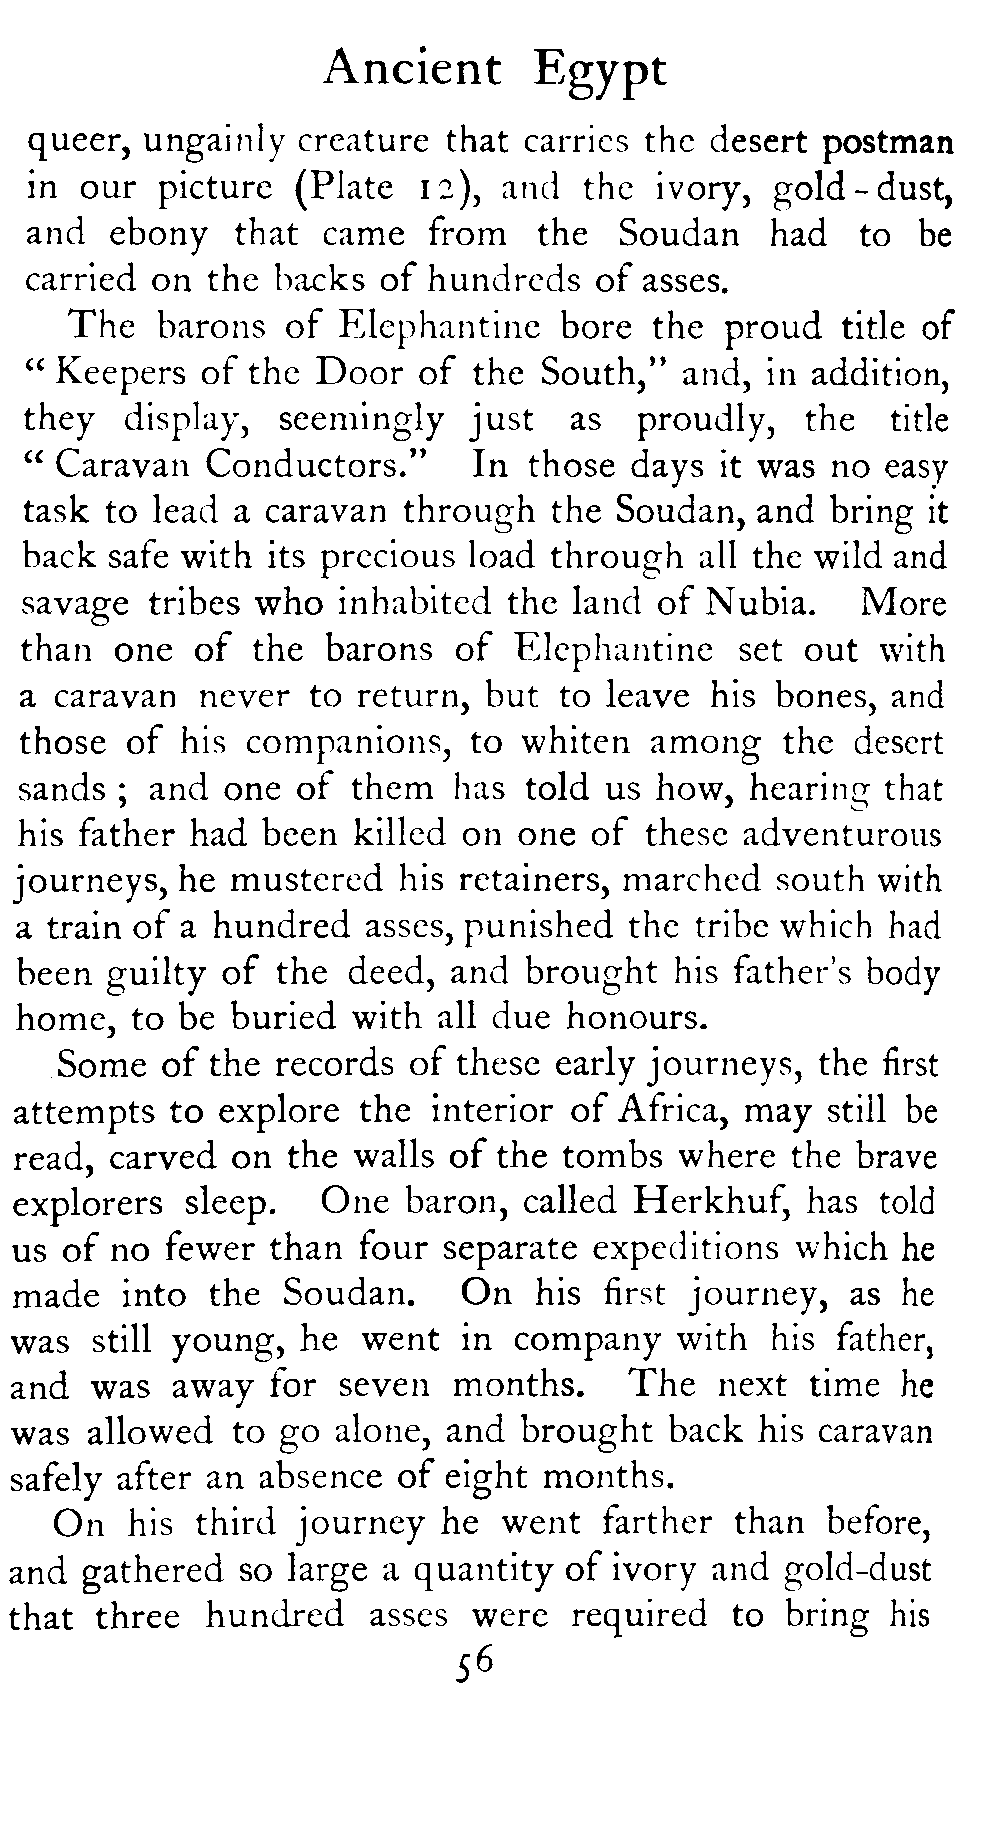 Ancient Egypt
queer, ungainly creature that carries the desert postman
in our picture (Plate 12), and the ivory, gold-dust,
and ebony that came from the Soudan had to be
carried on the backs of hundreds of asses.
The barons of Elephantine bore the proud title of
“ Keepers of the Door of the South,” and, in addition,
they display, seemingly just as proudly, the title
“ Caravan Conductors.” In those days it was no easy
task to lead a caravan through the Soudan, and bring it
back safe with its precious load through all the wild and
savage tribes who inhabited the land of Nubia. More
than one of the barons of Elephantine set out with
a caravan never to return, but to leave his bones, and
those of his companions, to whiten among the desert
sands ; and one of them has told us how, hearing that
his father had been killed on one of these adventurous
journeys, he mustered his retainers, marched south with
a train of a hundred asses, punished the tribe which had
been guilty of the deed, and brought his father’s body
home, to be buried with all due honours.
Some of the records of these early journeys, the first
attempts to explore the interior of Africa, may still be
read, carved on the walls of the tombs where the brave
explorers sleep. One baron, called Herkhuf, has told
us of no fewer than four separate expeditions which he
made into the Soudan. On his first journey, as he
was still young, he went in company with his father,
and was away for seven months. The next time he
was allowed to go alone, and brought back his caravan
safely after an absence of eight months.
On his third journey he went farther than before,
and gathered so large a quantity of ivory and gold-dust
that three hundred asses were required to bring his
56